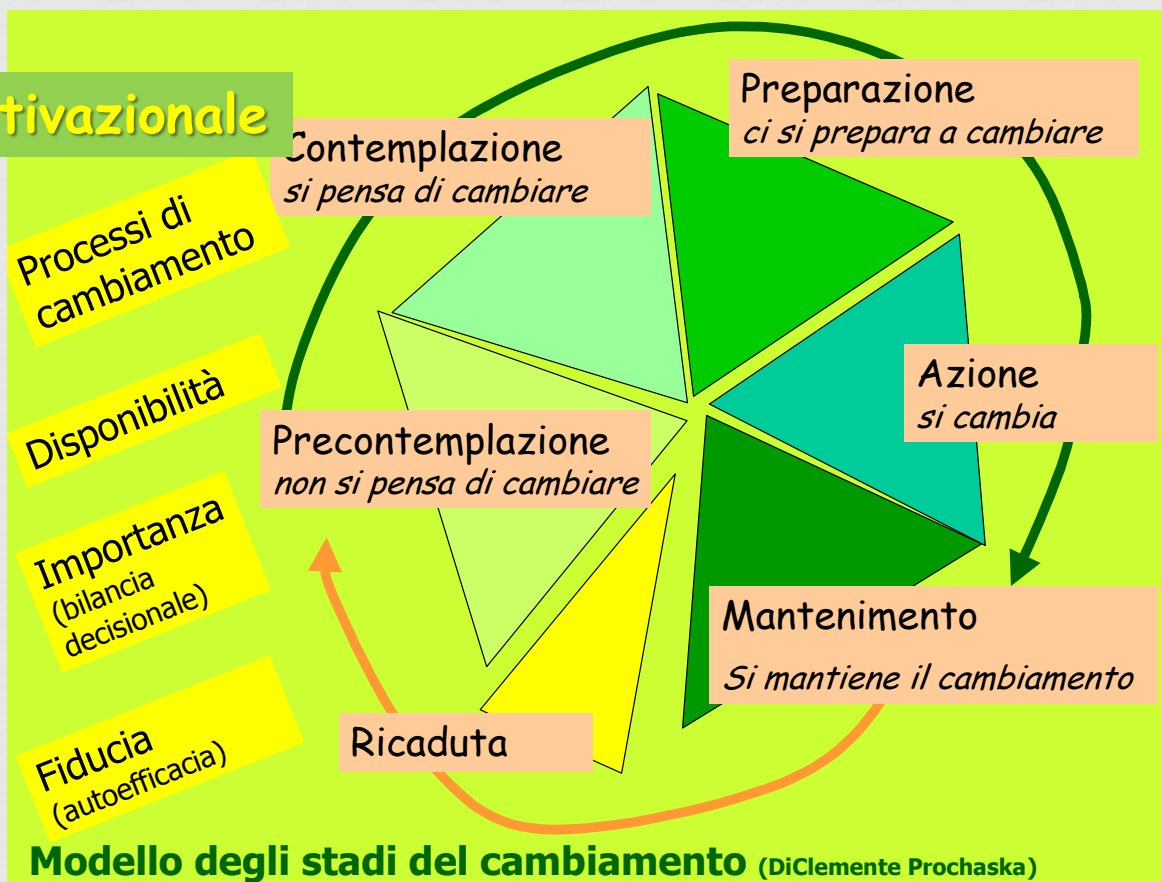 tivazionale
Contemplazione
si pensa di cambiare
Preparazione
ci si prepara a cambiare
Processi di
cambiamento
Disponibilità
Importanza
(bilancia
decisionale)
Fiducia
(autoefficacia)
Azione
si cambia
Precontemplazione
non si pensa di cambiare
Mantenimento
Si mantiene il cambiamento
Ricaduta
Modello degli stadi del cambiamento (DiClemente Prochaska)